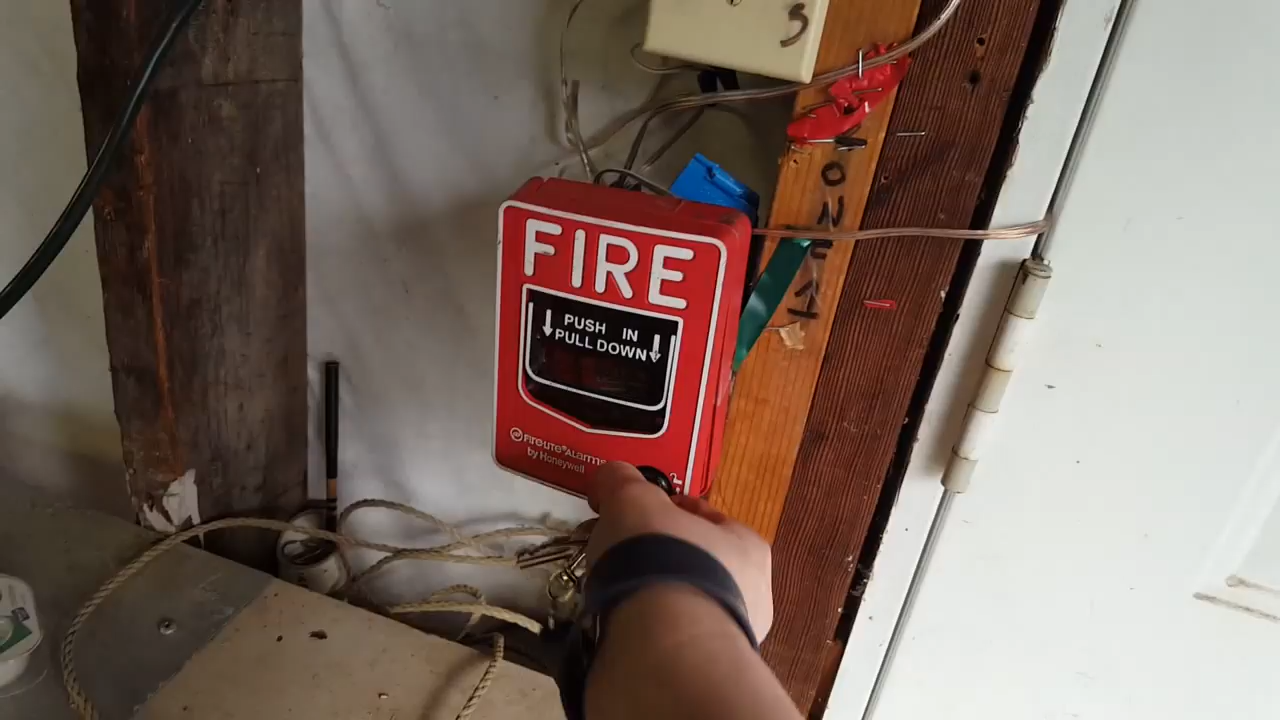 S
FIRE
PUSH IN
PULL DOWN
FIRE•LITE® ALARMS
by Honeywell